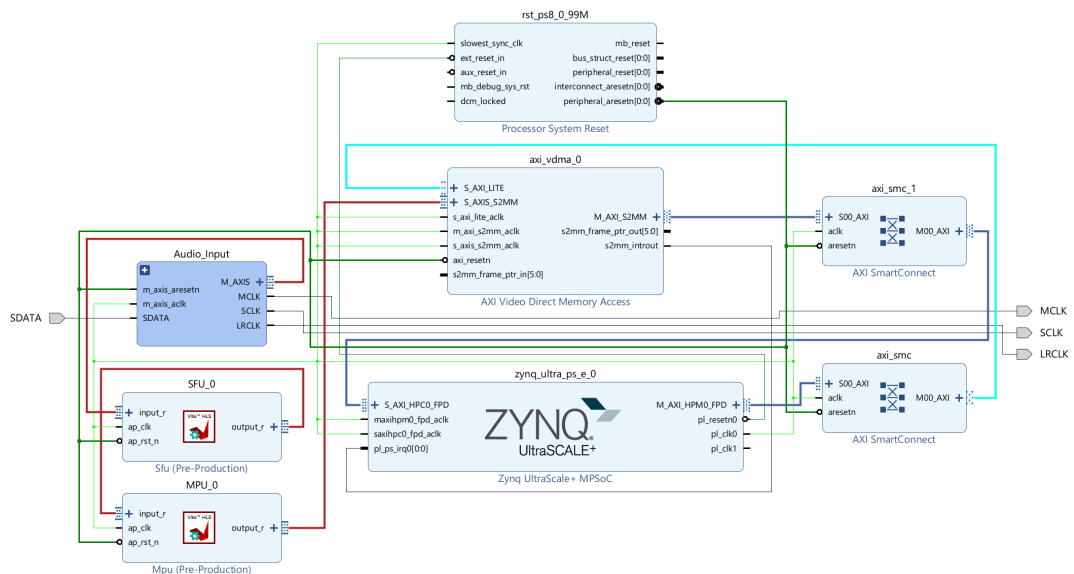 rst_ps8_0_99M
slowest_sync_clk
ext_reset_in
aux_reset_in
mb_debug_sys_rst
dcm_locked
mb_reset
bus_struct_reset[0:0]
peripheral_reset[0:0]
interconnect_aresetn[0:0]
peripheral_aresetn[0:0]
Processor System Reset
axi_vdma_0
S_AXI_LITE
S_AXIS_S2MM
s_axi_lite_aclk
m_axi_s2mm_aclk
s_axis_s2mm_aclk
axi_resetn
s2mm_frame_ptr_in[5:0]
M_AXI_S2MM
s2mm_frame_ptr_out[5:0]
s2mm_introut
AXI Video Direct Memory Access
axi_smc_1
S00_AXI
aclk
aresetn
M00_AXI
AXI SmartConnect
Audio_Input
m_axis_aresetn
m_axis_aclk
SDATA
M_AXIS
MCLK
SCLK
LRCLK
SDATA
MCLK
SCLK
LRCLK
SFU_0
input_r
ap_clk
ap_rst_n
Vitis™ HLS
output_r
Sfu (Pre-Production)
zynq_ultra_ps_e_0
S_AXI_HPC0_FPD
maxihpm0_fpd_aclk
saxihpc0_fpd_aclk
pl_ps_irq0[0:0]
ZYNQ®
UltraSCALE+
M_AXI_HPM0_FPD
pl_resetn0
pl_clk0
pl_clk1
Zynq UltraScale+ MPSoC
axi_smc
S00_AXI
aclk
aresetn
M00_AXI
AXI SmartConnect
MPU_0
input_r
ap_clk
ap_rst_n
Vitis™ HLS
output_r
Mpu (Pre-Production)